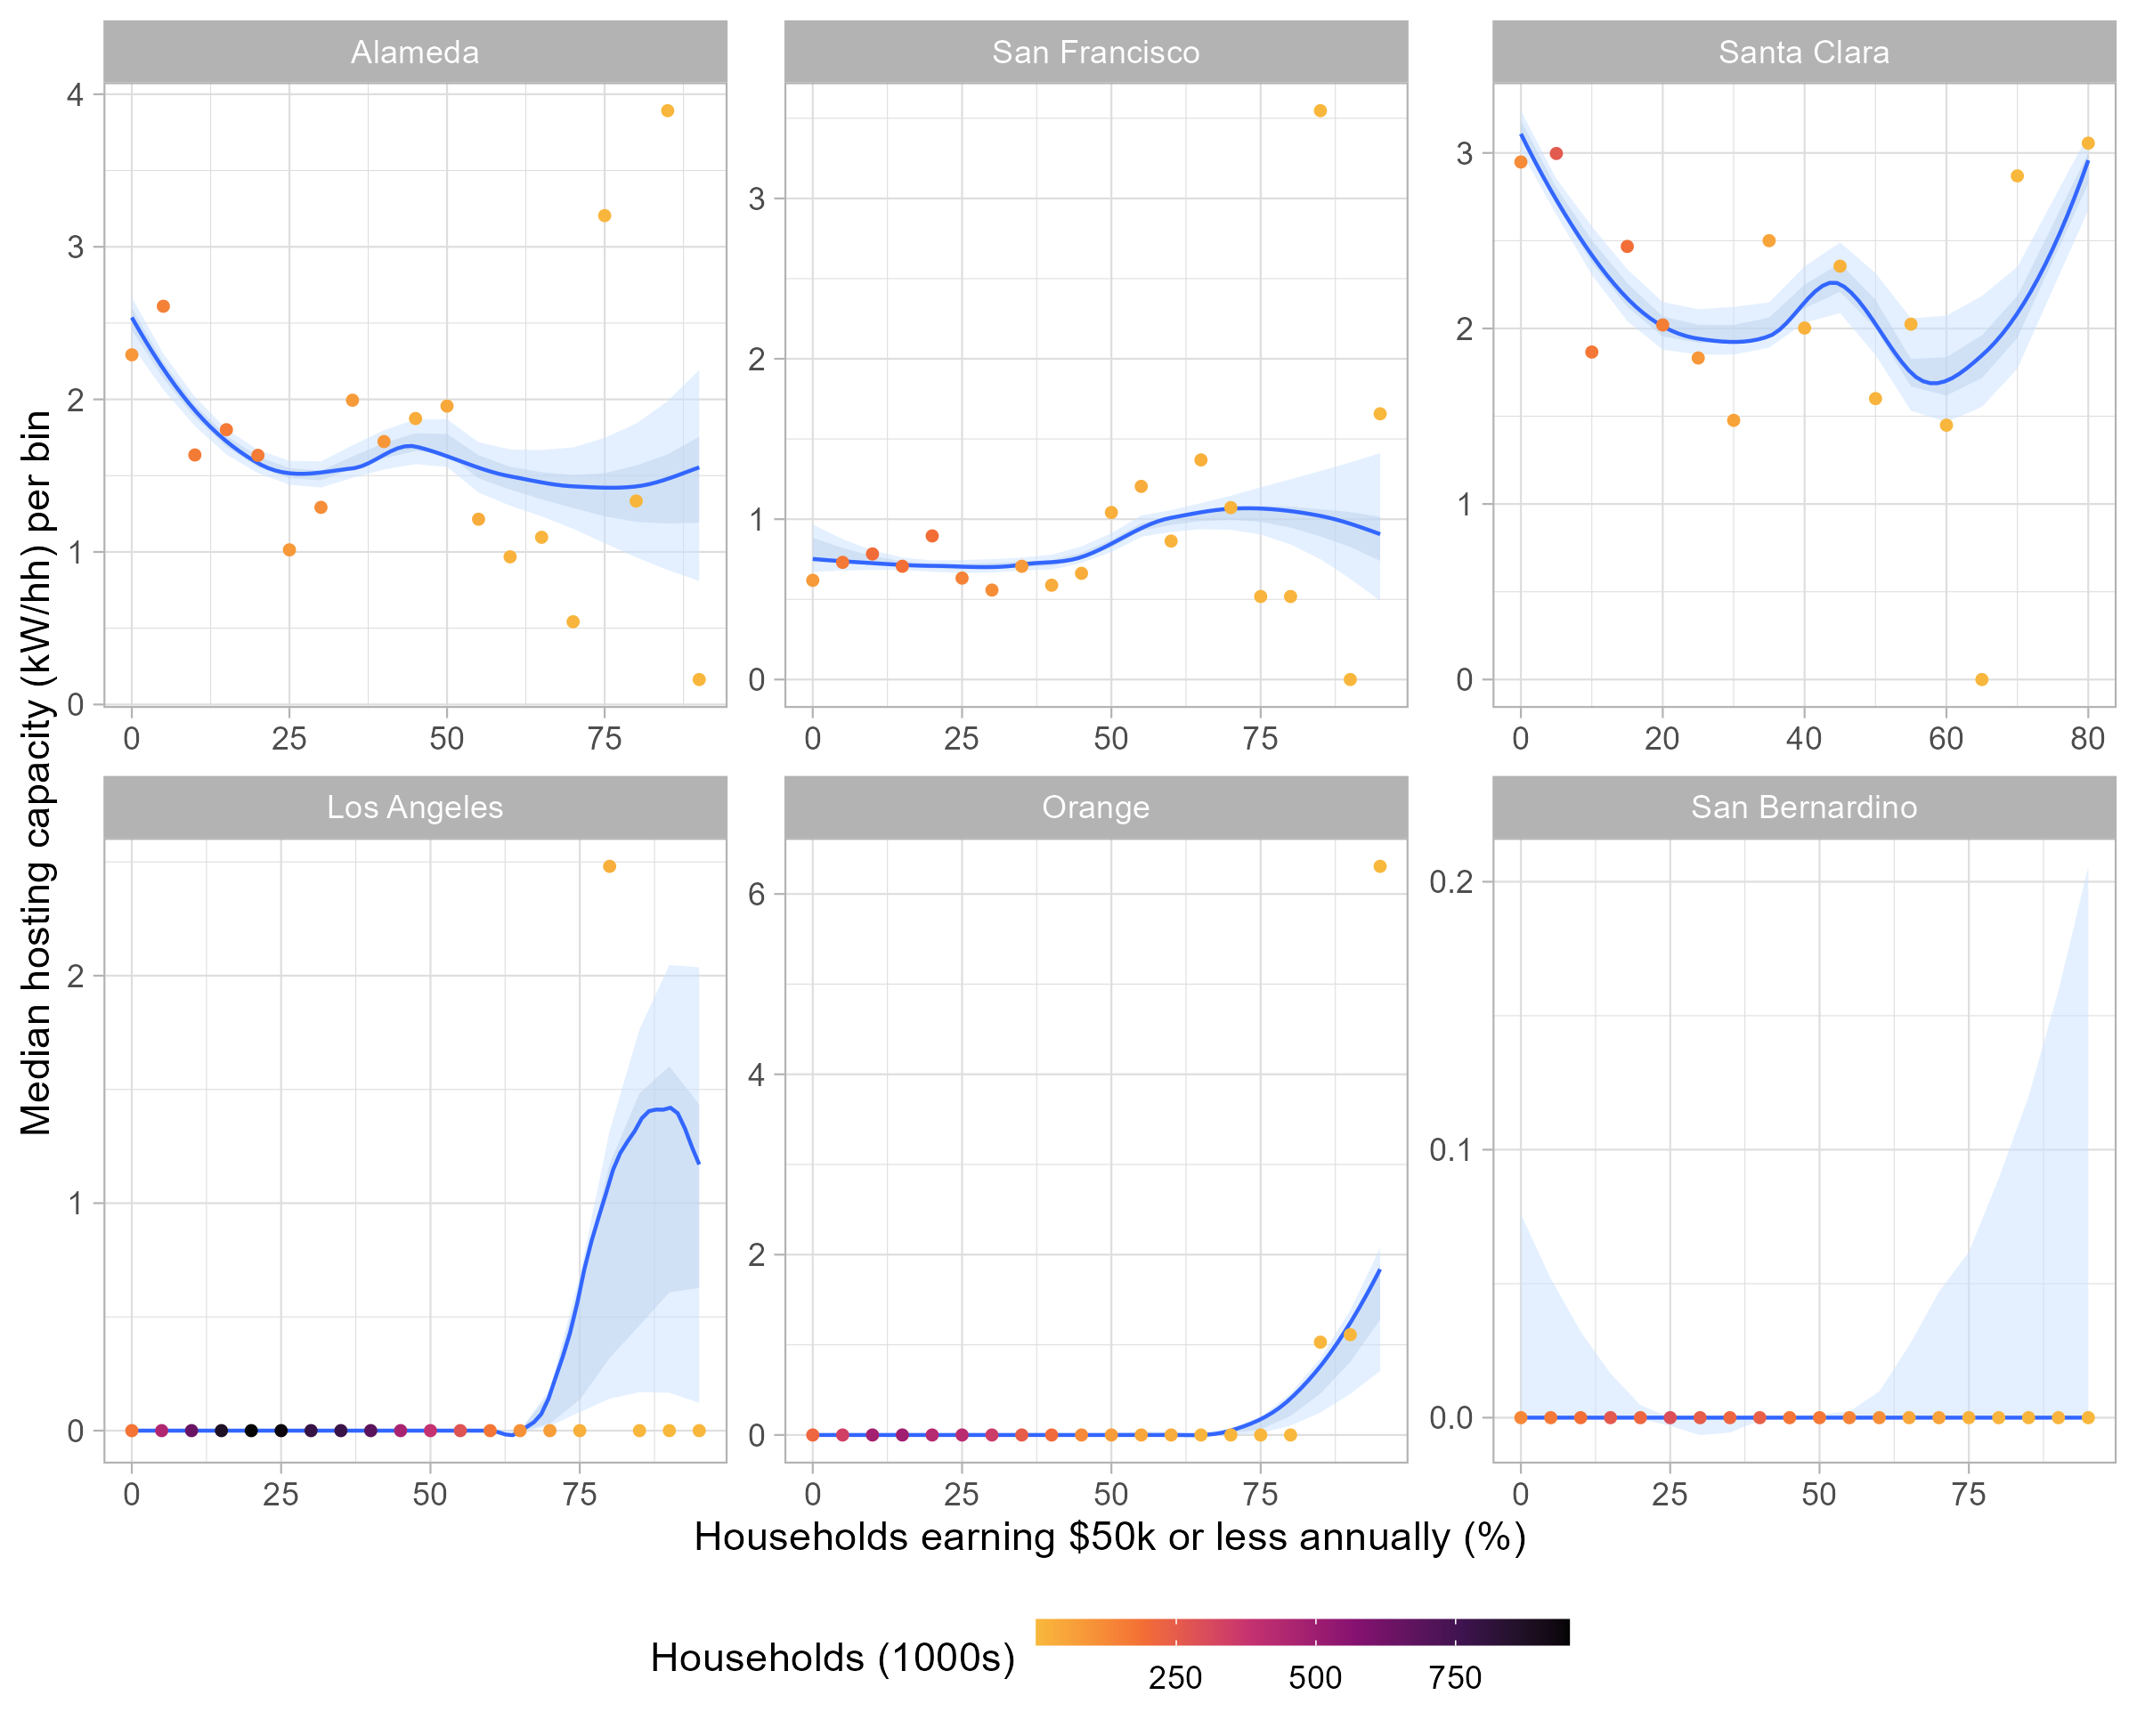 Alameda
San Francisco
Santa Clara
4
3
2
1
0
3
2
1
0
3
2
1
0
0 25 50 75
0 25 50 75
0 20 40 60 80
Median hosting capacity (kW/hh) per bin
Los Angeles
Orange
San Bernardino
2
1
0
6
4
2
0
0.2
0.1
0.0
0 25 50 75
0 25 50 75
0 25 50 75
Households earning $50k or less annually (%)
Households (1000s)
250 500 750